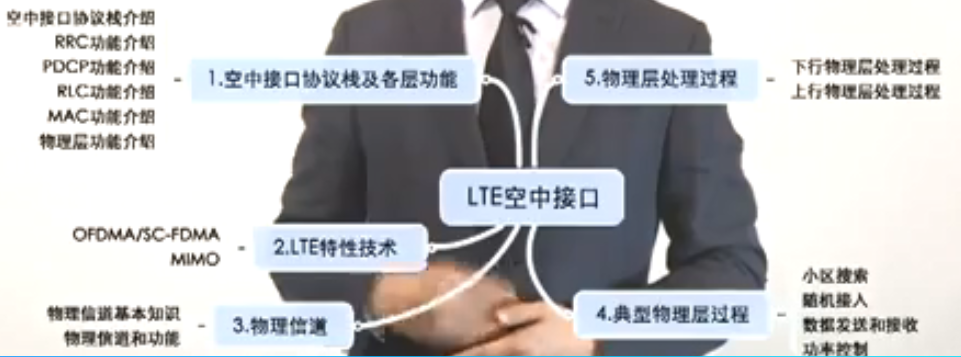 空中接口协议栈介绍
RRC功能介绍
PDCP功能介绍
RLC功能介绍
MAC功能介绍
物理层功能介绍
1.空中接口协议栈及各层功能
5.物理层处理过程
下行物理层处理过程
上行物理层处理过程
LTE空中接口
OFDMA/SC-FDMA
MIMO
2.LTE特性技术
物理信道基本知识
物理信道和功能
3.物理信道
4.典型物理层过程
小区搜索
随机接入
数据发送和接收
功率控制